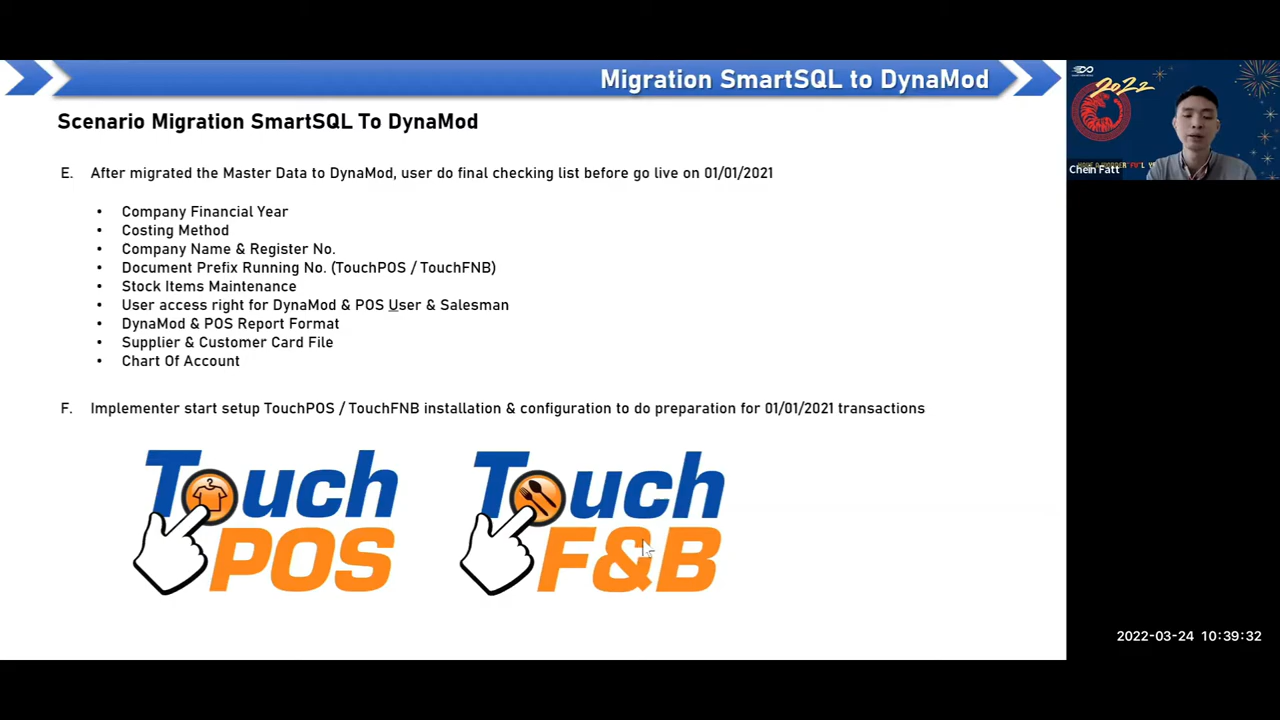 Migration SmartSQL to DynaMod
Scenario Migration SmartSQL To DynaMod
E. After migrated the Master Data to DynaMod, user do final checking list before go live on 01/01/2021
• Company Financial Year
• Costing Method
• Company Name & Register No.
• Document Prefix Running No. (TouchPOS / TouchFNB)
• Stock Items Maintenance
• User access right for DynaMod & POS User & Salesman
• DynaMod & POS Report Format
• Supplier & Customer Card File
• Chart Of Account
F. Implementer start setup TouchPOS / TouchFNB installation & configuration to do preparation for 01/01/2021 transactions
Touch
POS
Touch
F&B
2022
Chein Fatt
2022-03-24 10:39:32